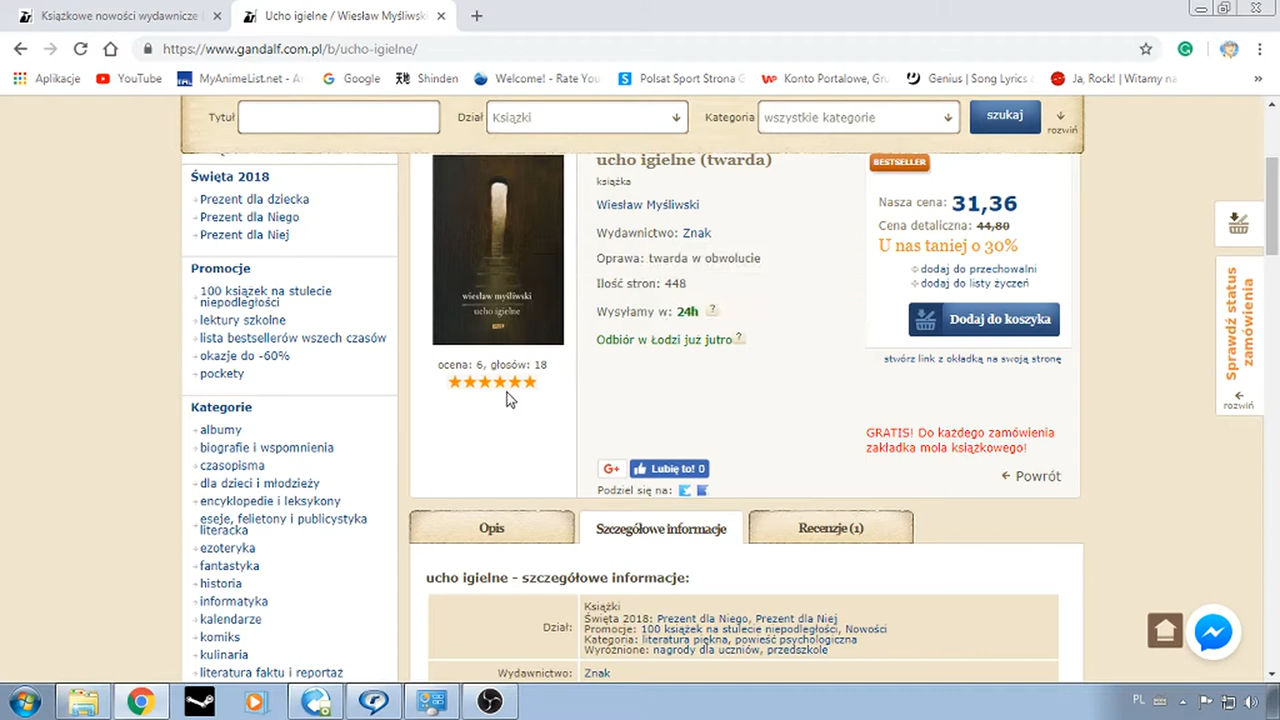 Książkowe nowości wydawnicze
Ucho igielne / Wiesław Myśliwski
https://www.gandalf.com.pl/b/ucho-igielne/
Aplikacje
YouTube
MyAnimeList.net - Ar
Google
Shinden
Welcome! - Rate You
Polsat Sport Strona G
Konto Portalowe, Gru
Genius | Song Lyrics
Ja, Rock! | Witamy na
»
Tytuł
Dział
Książki
Kategoria
wszystkie kategorie
szukaj
rozwiń
Święta 2018
Prezent dla dziecka
Prezent dla Niego
Prezent dla Niej
Promocje
100 książek na stulecie
niepodległości
lektury szkolne
lista bestsellerów wszech czasów
okazje do -60%
pockety
Kategorie
albumy
biografie i wspomnienia
czasopisma
dla dzieci i młodzieży
encyklopedie i leksykony
eseje, felietony i publicystyka
literacka
ezoteryka
fantastyka
historia
informatyka
kalendarze
komiks
kulinaria
literatura faktu i reportaż
wiesław myśliwski
ucho igielne
ocena: 6, głosów: 18
ucho igielne (twarda)
książka
Wiesław Myśliwski
Wydawnictwo: Znak
Oprawa: twarda w obwolucie
Ilość stron: 448
Wysyłamy w: 24h ?
Odbiór w Łodzi już jutro ?
G+
Lubię to! 0
Podziel się na:
BESTSELLER
Nasza cena: 31,36
Cena detaliczna: 44,80
U nas taniej o 30%
dodaj do przechowalni
dodaj do listy życzeń
Dodaj do koszyka
stwórz link z okładką na swoją stronę
GRATIS! Do każdego zamówienia
zakładka mola książkowego!
Powrót
Sprawdź status
zamówienia
rozwiń
Opis
Szczegółowe informacje
Recenzje (1)
ucho igielne - szczegółowe informacje:
Dział:
Książki
Święta 2018: Prezent dla Niego, Prezent dla Niej
Promocje: 100 książek na stulecie niepodległości, Nowości
Kategoria: literatura piękna, powieść psychologiczna
Wyróżnione: nagrody dla uczniów, przedszkole
Wydawnictwo:
Znak
PL